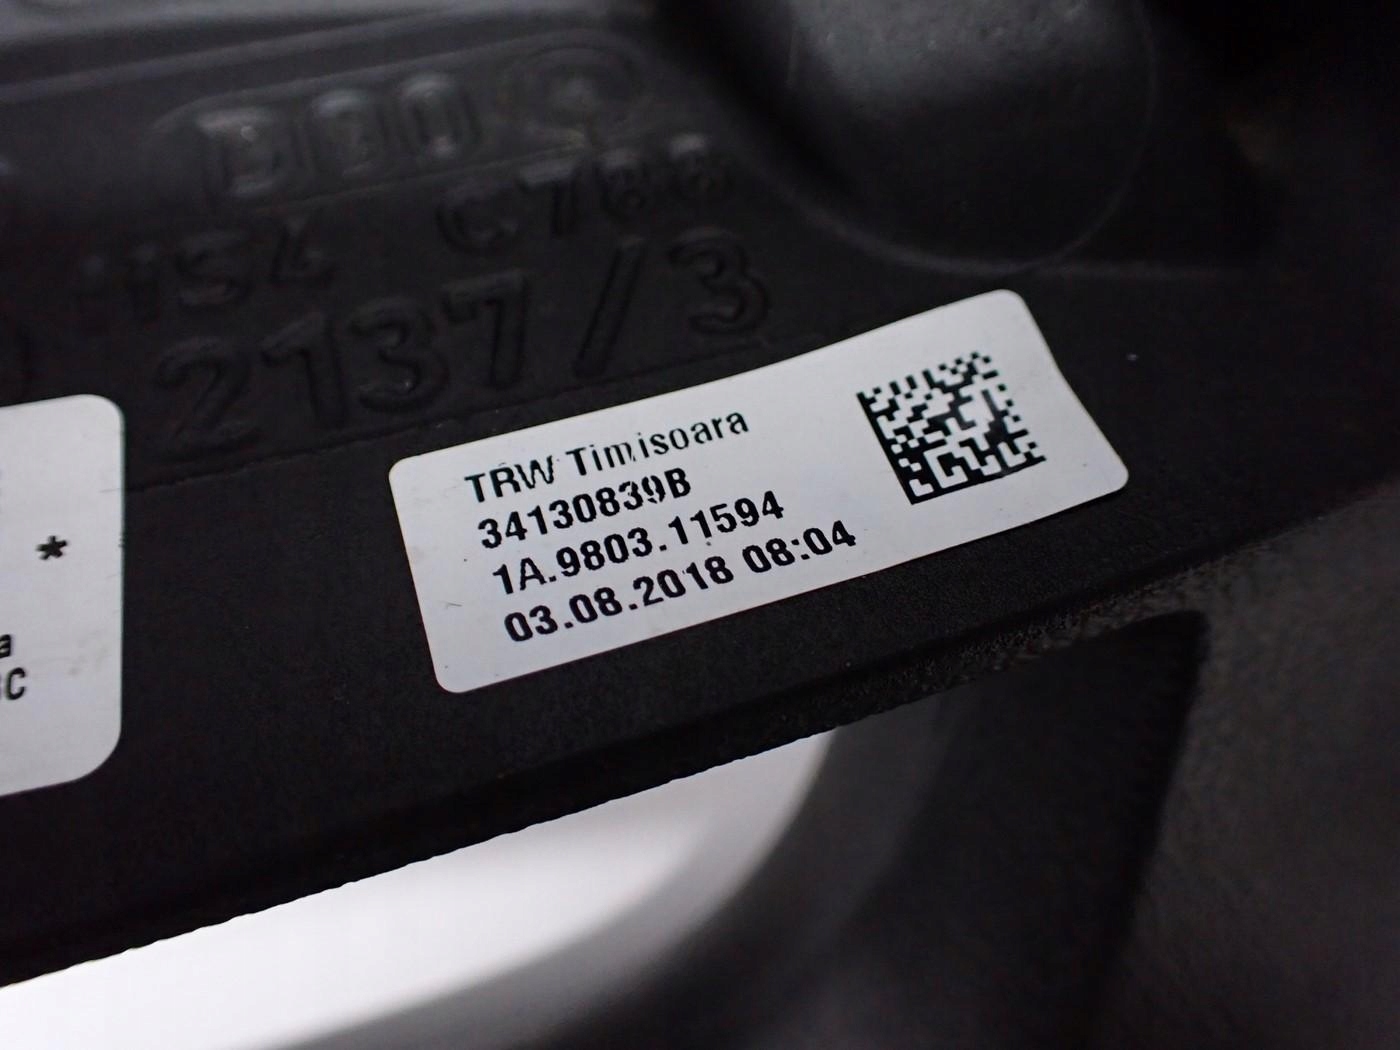 2137/3
*
a
C
TRW Timisoara
34130839B
1A.9803.11594
03.08.2018 08:04